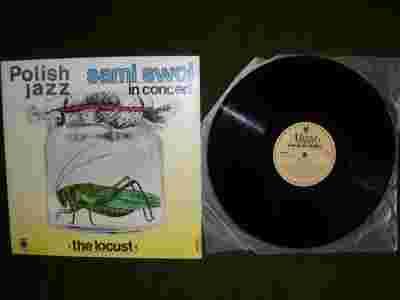 Polish
jazz
sami swoi
in concert
the locust